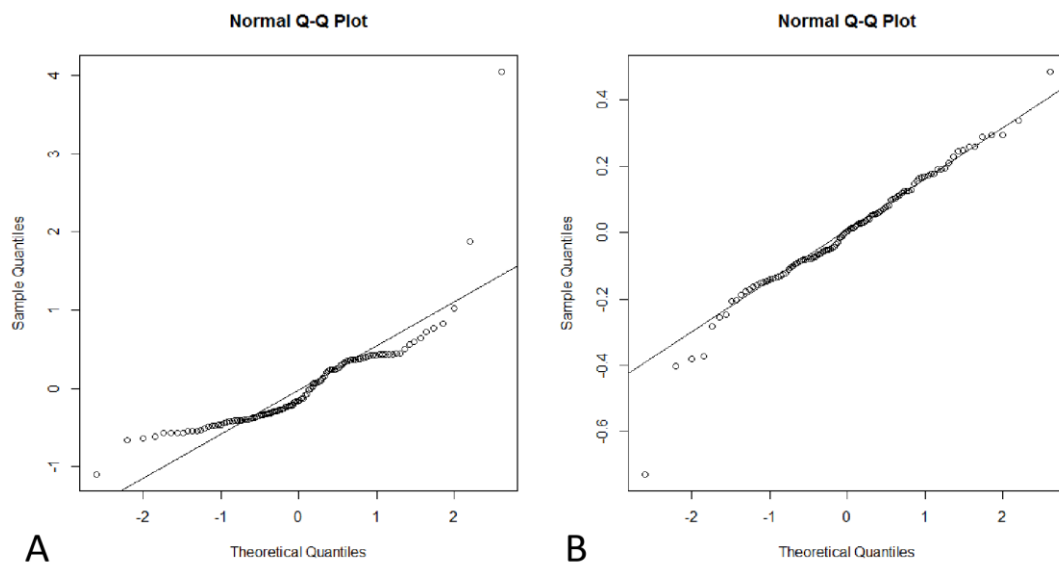 Normal Q-Q Plot
Sample Quantiles
4
3
2
1
0
-1
-2
-1
0
1
2
Theoretical Quantiles
A
Normal Q-Q Plot
Sample Quantiles
0.4
0.2
0.0
-0.2
-0.4
-0.6
-2
-1
0
1
2
Theoretical Quantiles
B